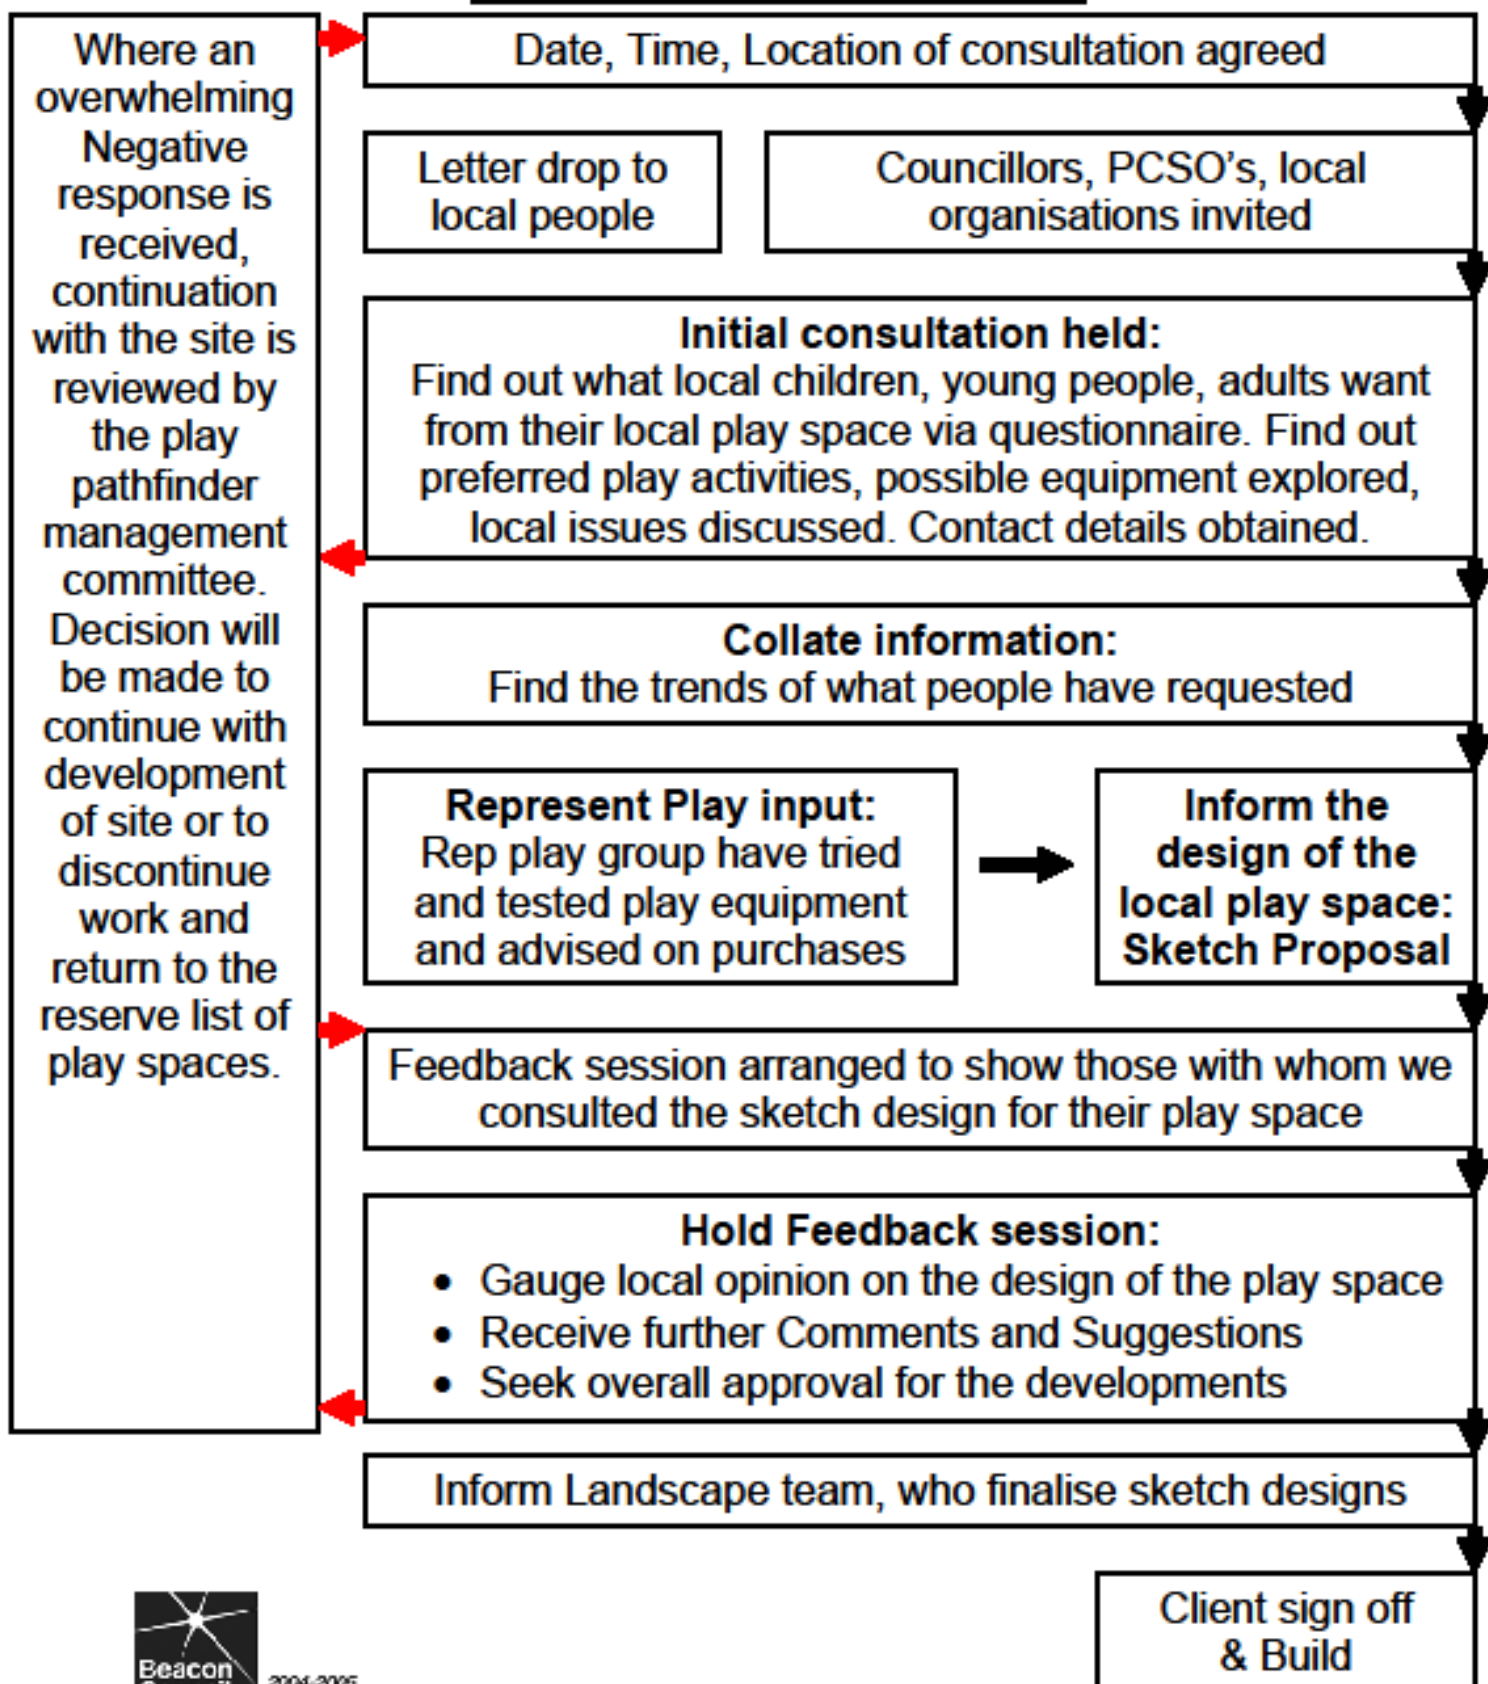 Where an
overwhelming
Negative
response is
received,
continuation
with the site is
reviewed by
the play
pathfinder
management
committee.
Decision will
be made to
continue with
development
of site or to
discontinue
work and
return to the
reserve list of
play spaces.
Date, Time, Location of consultation agreed
Letter drop to
local people
Councillors, PCSO's, local
organisations invited
Initial consultation held:
Find out what local children, young people, adults want
from their local play space via questionnaire. Find out
preferred play activities, possible equipment explored,
local issues discussed. Contact details obtained.
Collate information:
Find the trends of what people have requested
Represent Play input:
Rep play group have tried
and tested play equipment
and advised on purchases
Inform the
design of the
local play space:
Sketch Proposal
Feedback session arranged to show those with whom we
consulted the sketch design for their play space
Hold Feedback session:
• Gauge local opinion on the design of the play space
• Receive further Comments and Suggestions
• Seek overall approval for the developments
Inform Landscape team, who finalise sketch designs
Client sign off
& Build
Beacon
2004-2005